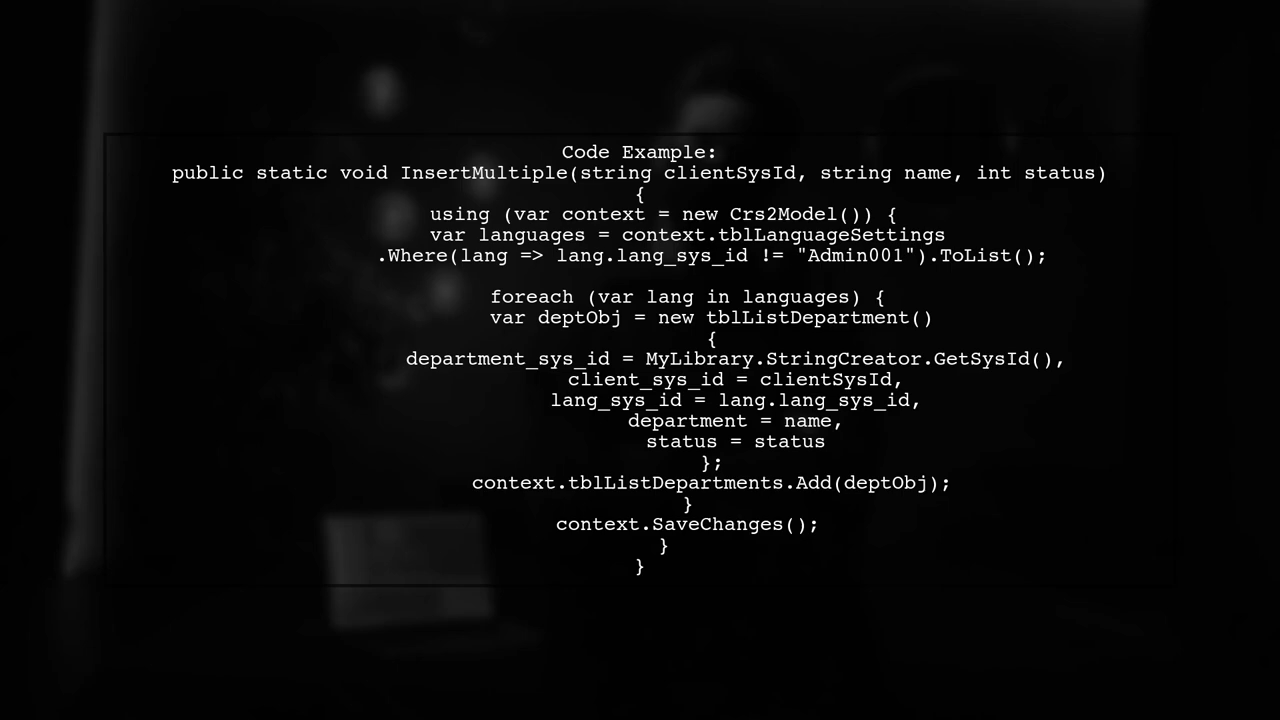 Code Example:
public static void InsertMultiple(string clientSysId, string name, int status)
{
using (var context = new Crs2Model()) {
var languages = context.tblLanguageSettings
.Where(lang => lang.lang_sys_id != "Admin001").ToList();
foreach (var lang in languages) {
var deptObj = new tblListDepartment()
{
department_sys_id = MyLibrary.StringCreator.GetSysId(),
client_sys_id = clientSysId,
lang_sys_id = lang.lang_sys_id,
department = name,
status = status
};
context.tblListDepartments.Add(deptObj);
}
context.SaveChanges();
}
}